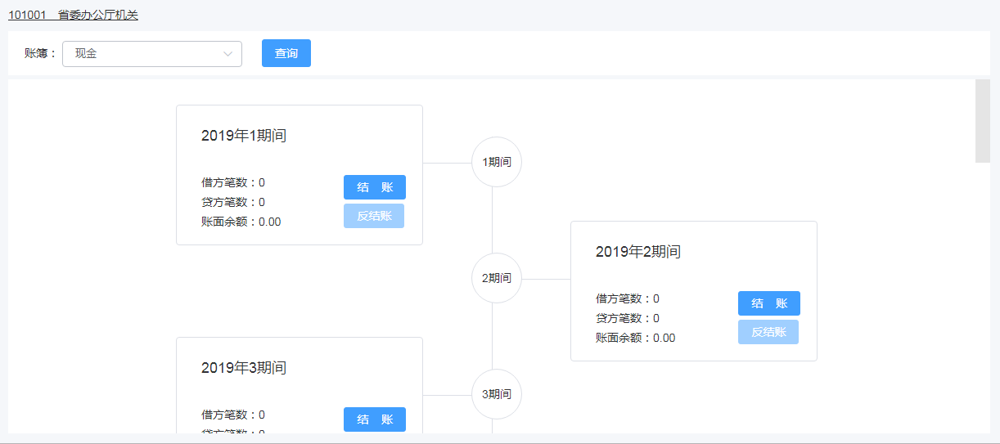 101001 省委办公厅机关
账簿： 现金 查询
2019年1期间
1期间
借方笔数：0
结 账
贷方笔数：0
反结账
账面余额：0.00
2019年2期间
2期间
借方笔数：0
结 账
贷方笔数：0
反结账
账面余额：0.00
2019年3期间
3期间
借方笔数：0
结 账
贷方笔数：0